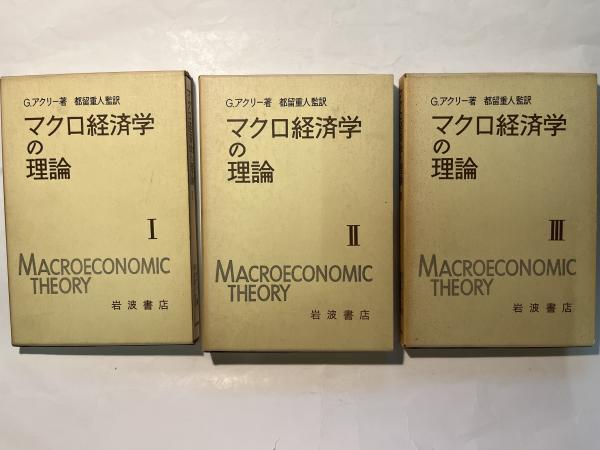 G.アクリー著 都留重人監訳
マクロ経済学
の
理論
I
MACROECONOMIC
THEORY
岩波書店
G.アクリー著 都留重人監訳
マクロ経済学
の
理論
II
MACROECONOMIC
THEORY
岩波書店
G.アクリー著 都留重人監訳
マクロ経済学
の
理論
III
MACROECONOMIC
THEORY
岩波書店